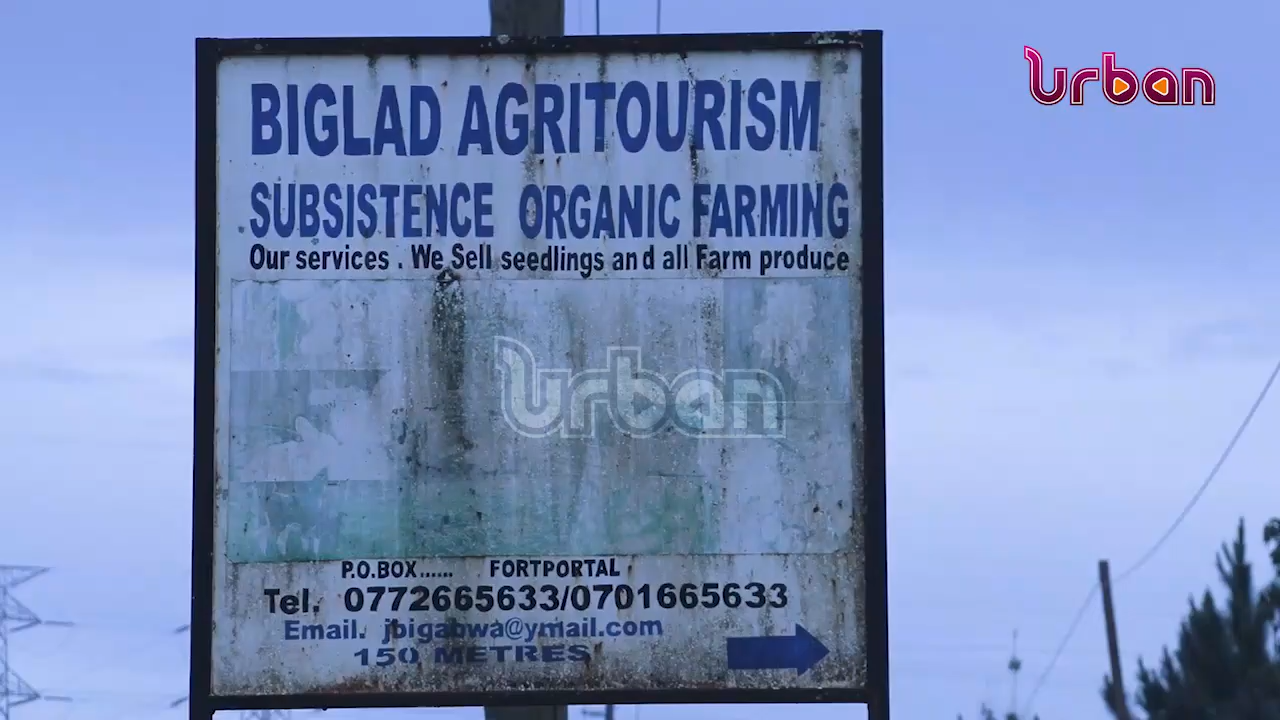 Urban
BIGLAD AGRITOURISM
SUBSISTENCE ORGANIC FARMING
Our services . We Sell seedlings and all Farm produce
Urban
P.O.BOX...... FORTPORTAL
Tel. 0772665633/0701665633
Email. jbigabwa@ymail.com
150 METRES